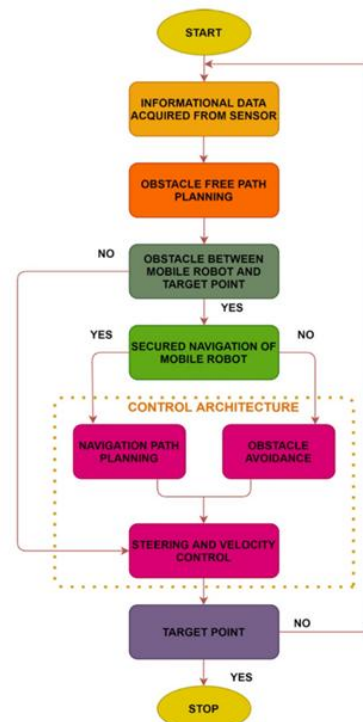 START
INFORMATIONAL DATA
ACQUIRED FROM SENSOR
OBSTACLE FREE PATH
PLANNING
NO
OBSTACLE BETWEEN
MOBILE ROBOT AND
TARGET POINT
YES
YES
SECURED NAVIGATION OF
MOBILE ROBOT
NO
CONTROL ARCHITECTURE
NAVIGATION PATH
PLANNING
OBSTACLE
AVOIDANCE
STEERING AND VELOCITY
CONTROL
TARGET POINT
NO
YES
STOP